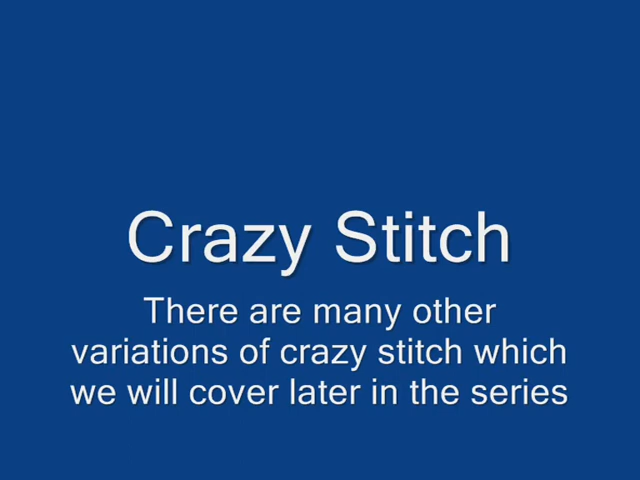 Crazy Stitch
There are many other
variations of crazy stitch which
we will cover later in the series